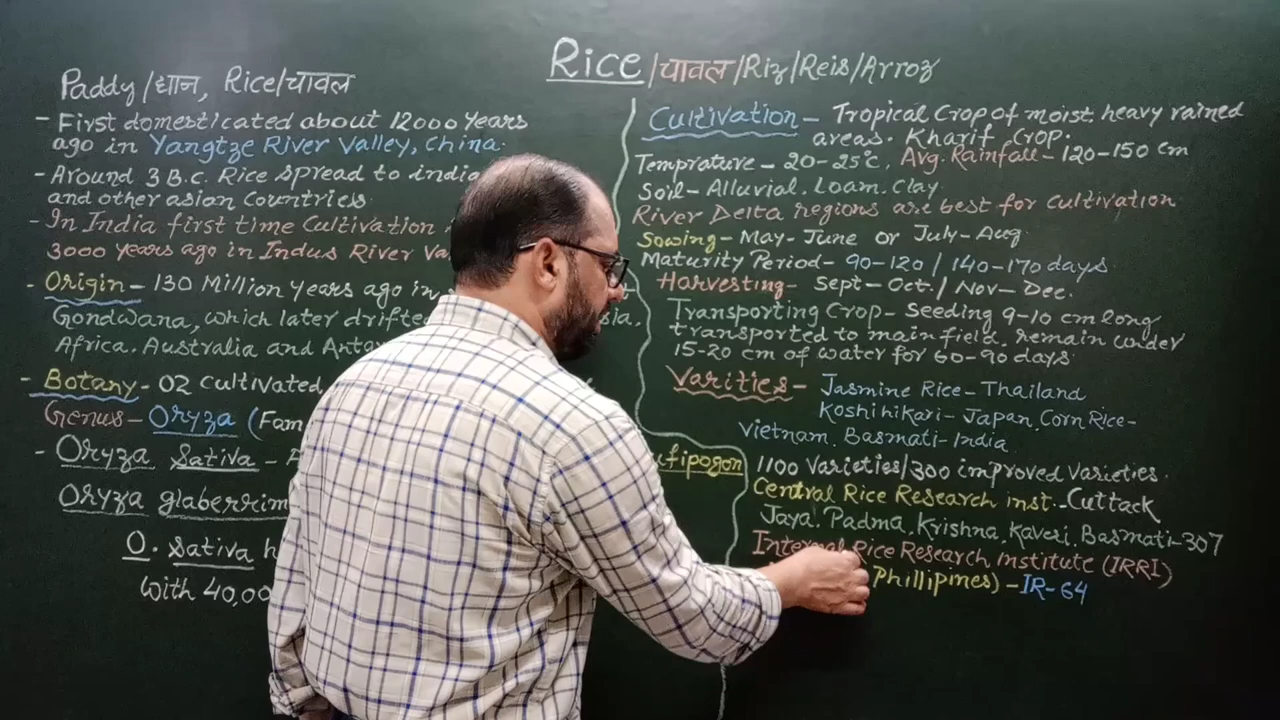 Rice/चावल/Riz/Reis/Arroz
Paddy/धान, Rice/चावल
- First domesticated about 12000 Years
ago in Yangtze River Valley, China.
- Around 3 B.C. Rice spread to india
and other asian Countries.
- In India first time Cultivation
3000 years ago in Indus River
- Origin - 130 Million years ago in
Gondwana, which later
Africa. Australia and
- Botany - 02 Cultivated
Genus - Oryza
- Oryza Sativa -
Oryza
O. Sativa
with
Cultivation - Tropical Crop of moist heavy rained
areas. Kharif Crop.
Temprature - 20-25°C, Avg. Rainfall - 120-150 cm
Soil - Alluvial. Loam. Clay.
River Delta regions are best for cultivation
Sowing - May-June or July-Aug
Maturity Period - 90-120 / 140-170 days.
Harvesting - Sept-Oct. / Nov-Dec.
Transporting Crop - Seeding 9-10 cm long
transported to main field. remain under
15-20 cm of water for 60-90 days.
Varities - Jasmine Rice - Thailand
Koshihikari - Japan. Corn Rice -
Vietnam. Basmati - India
1100 Varieties/300 improved varieties.
Central Rice Research inst. - Cuttack
Jaya. Padma. Krishna. Kaveri. Basmati-307
Rice Research institute (IRRI)
Phillipines) - IR-64